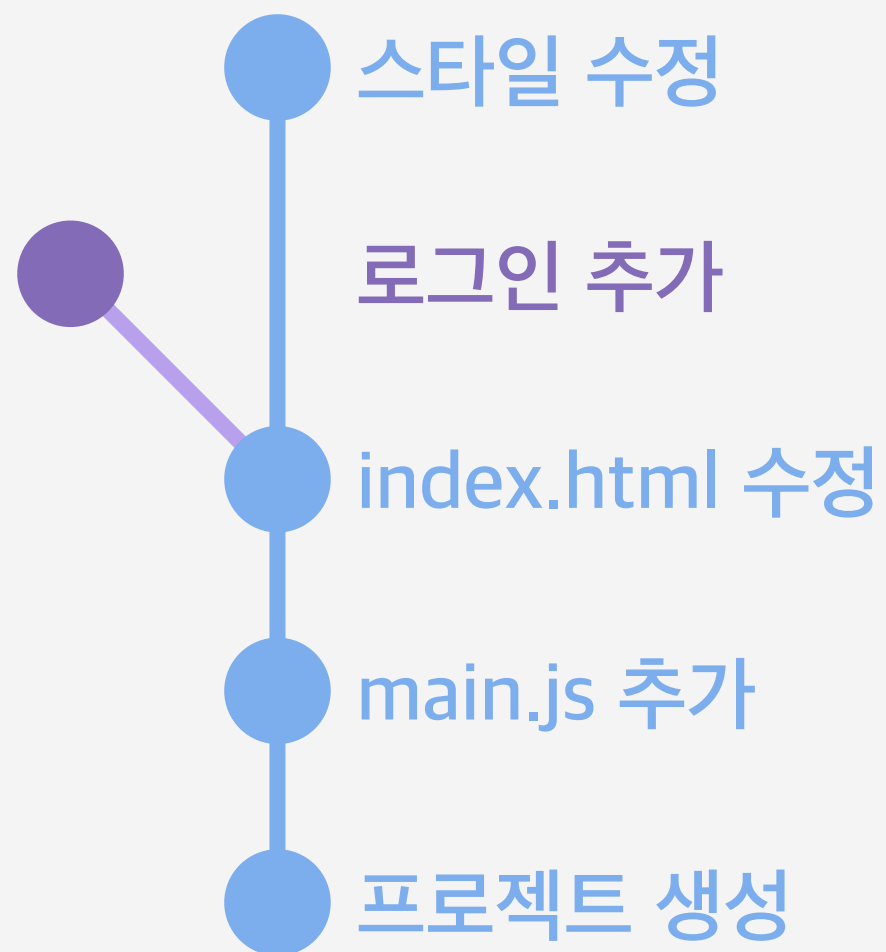 스타일 수정
로그인 추가
index.html 수정
main.js 추가
프로젝트 생성